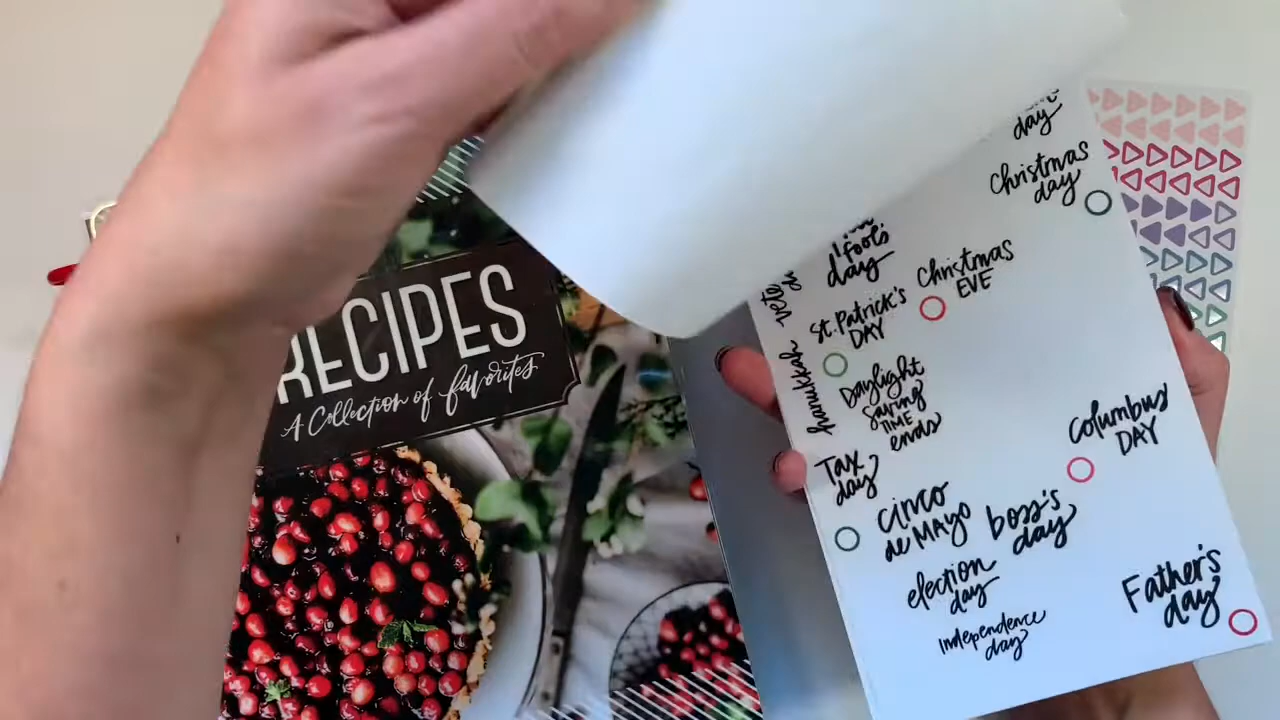 RECIPES
A Collection of favorites
day
Christmas
day
fool's
day
Christmas
EVE
St. Patrick's
DAY
hanukkah
Daylight
saving
TIME
ends
Columbus
DAY
Tax
day
cinco
de MAYO
boss's
day
election
day
independence
day
Father's
day